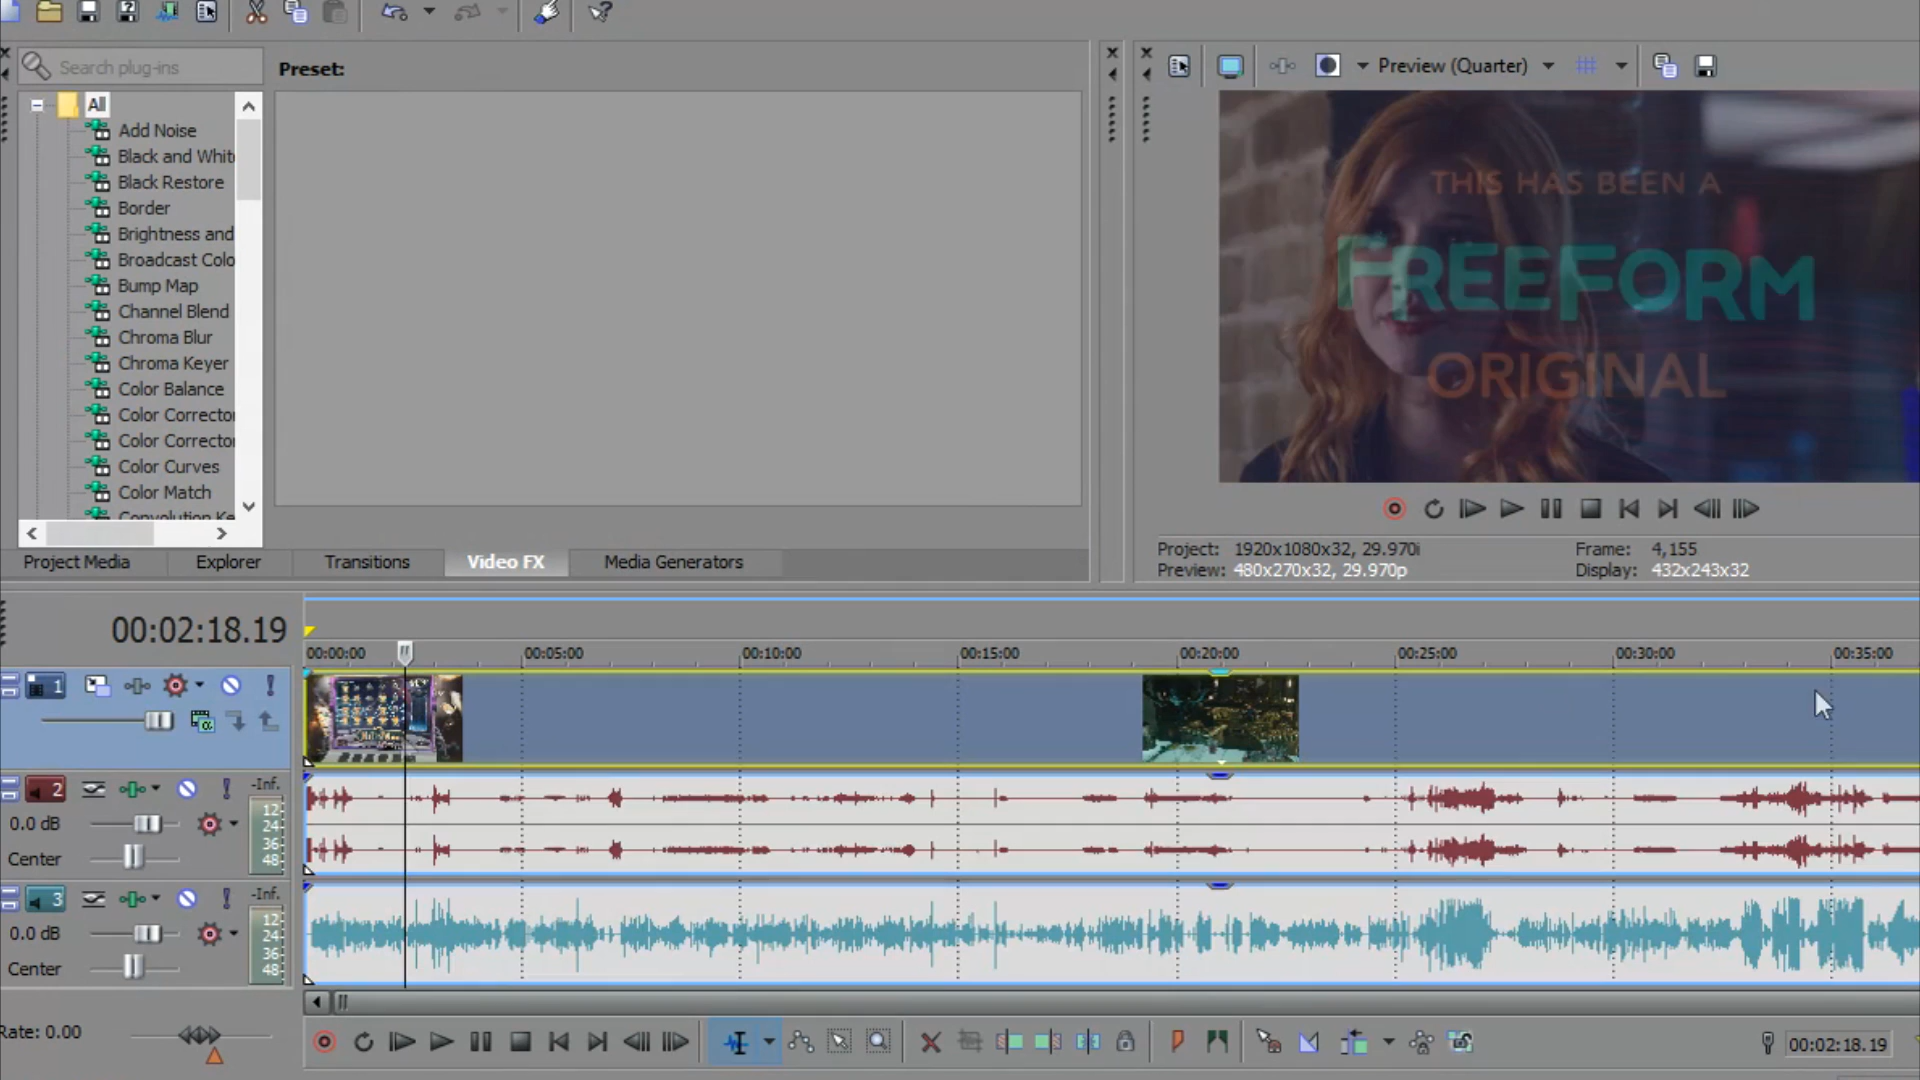 Search plug-ins
Preset:
Preview (Quarter)
All
Add Noise
Black and Whit
Black Restore
Border
Brightness and
Broadcast Colo
Bump Map
Channel Blend
Chroma Blur
Chroma Keyer
Color Balance
Color Corrector
Color Corrector
Color Curves
Color Match
Convolution Ke
THIS HAS BEEN A
FREEFORM
ORIGINAL
Project Media
Explorer
Transitions
Video FX
Media Generators
Project: 1920x1080x32, 29.970i
Frame: 4,155
Preview: 480x270x32, 29.970p
Display: 432x243x32
00:02:18.19
00:00:00
00:05:00
00:10:00
00:15:00
00:20:00
00:25:00
00:30:00
00:35:00
1
2
-Inf.
12
24
36
48
0.0 dB
Center
3
-Inf.
12
24
36
48
0.0 dB
Center
Rate: 0.00
00:02:18.19